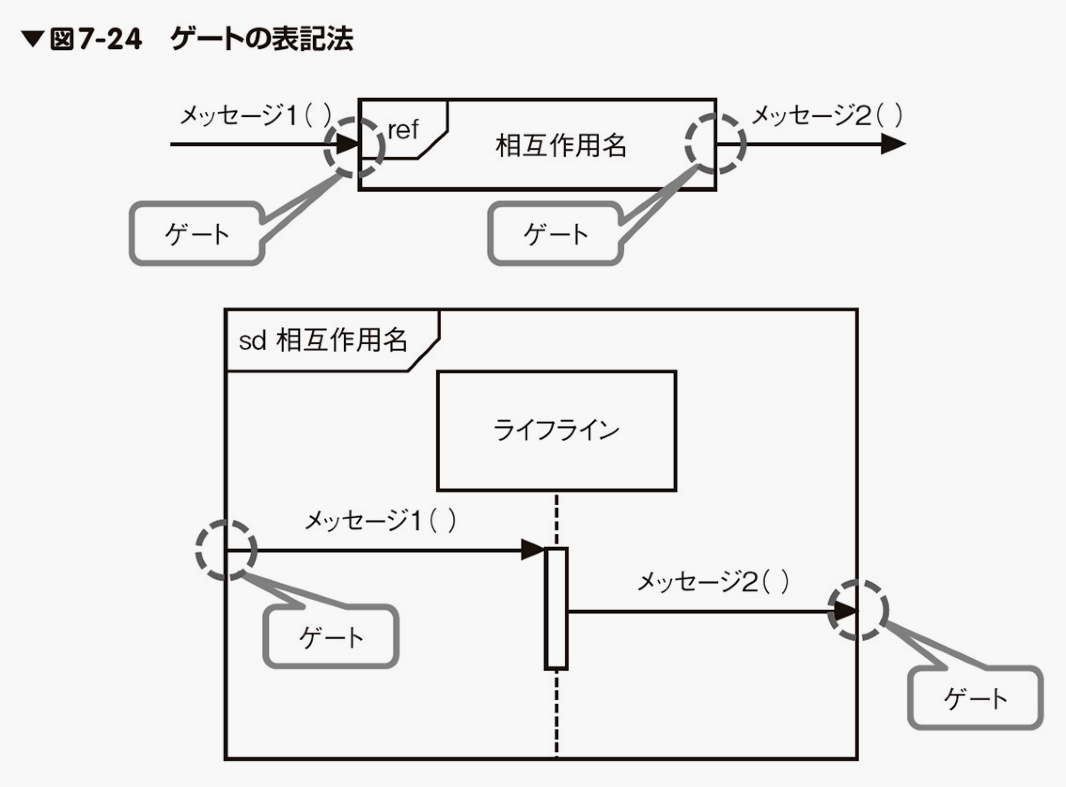 ▼図7-24 ゲートの表記法
メッセージ1( )
ref
相互作用名
メッセージ2( )
ゲート
ゲート
sd 相互作用名
ライフライン
メッセージ1( )
メッセージ2( )
ゲート
ゲート